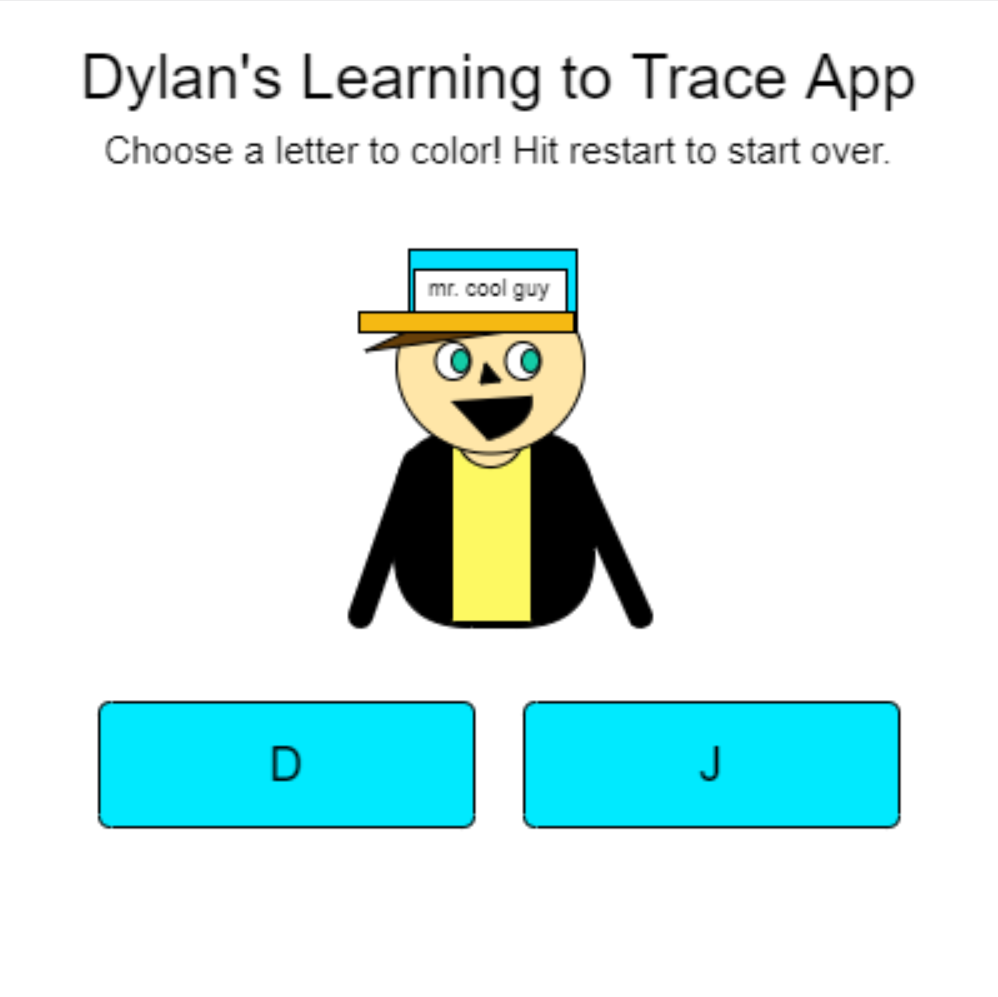 Dylan's Learning to Trace App
Choose a letter to color! Hit restart to start over.
mr. cool guy
D
J